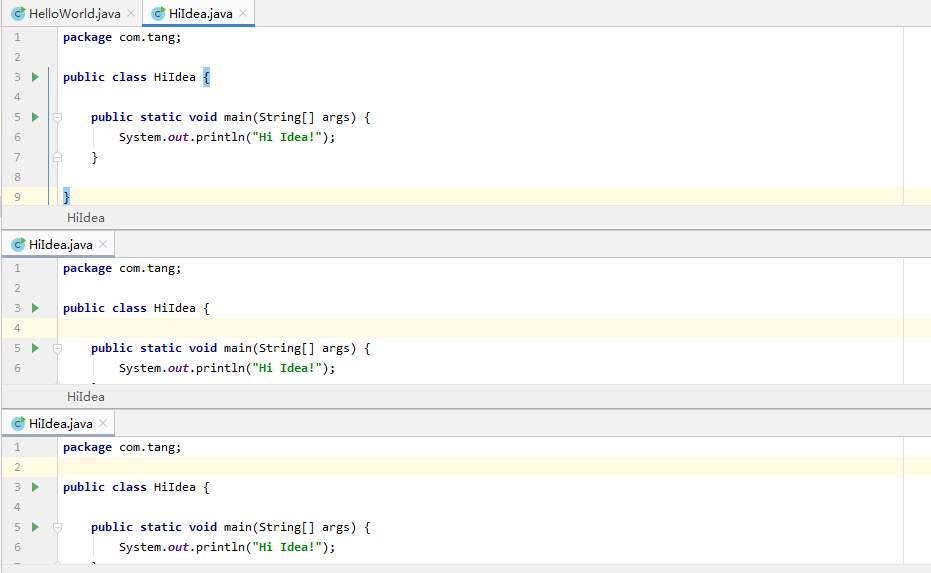 HelloWorld.java HiIdea.java
1 package com.tang;
2
3 public class HiIdea {
4
5 public static void main(String[] args) {
6 System.out.println("Hi Idea!");
7 }
8
9 }
HiIdea
HiIdea.java
1 package com.tang;
2
3 public class HiIdea {
4
5 public static void main(String[] args) {
6 System.out.println("Hi Idea!");
HiIdea
HiIdea.java
1 package com.tang;
2
3 public class HiIdea {
4
5 public static void main(String[] args) {
6 System.out.println("Hi Idea!");